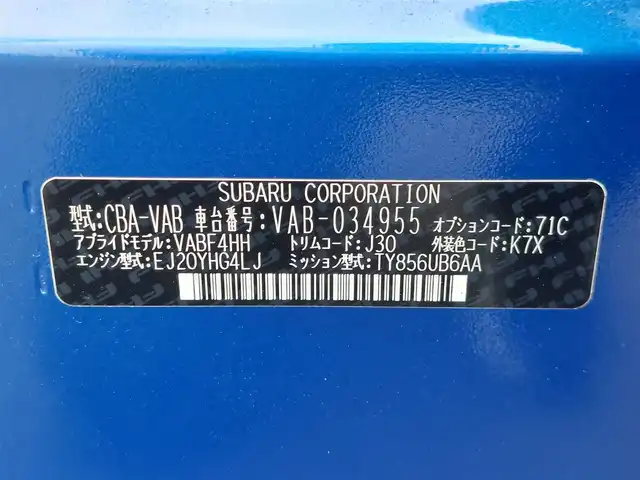 SUBARU CORPORATION
型式:CBA-VAB 車台番号:VAB-034955 オプションコード:71C
アプライドモデル:VABF4HH トリムコード:J30 外装色コード:K7X
エンジン型式:EJ20YHG4LJ ミッション型式:TY856UB6AA